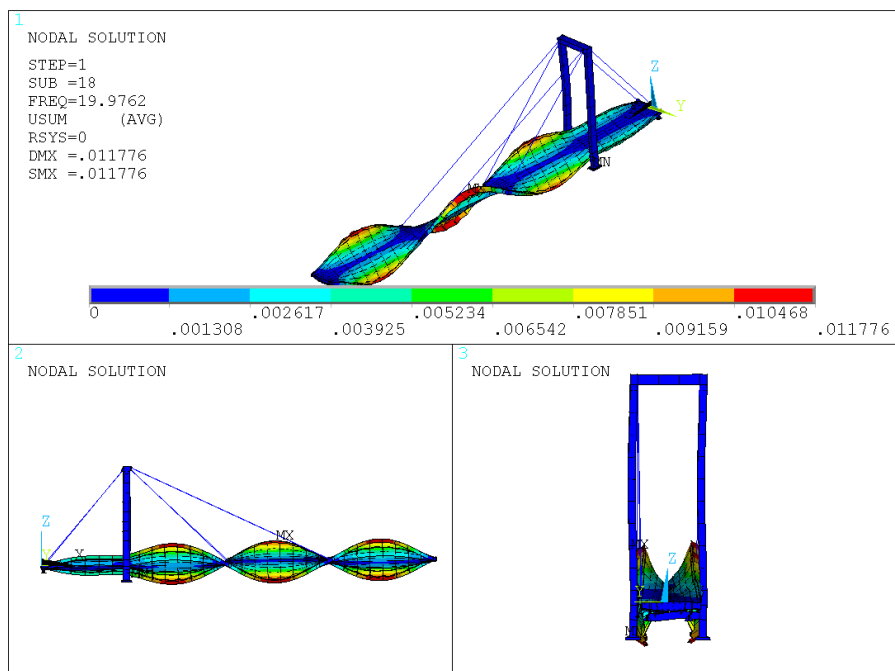 1
NODAL SOLUTION
STEP=1
SUB =18
FREQ=19.9762
USUM (AVG)
RSYS=0
DMX =.011776
SMX =.011776
Z
Y
MN
0 .002617 .005234 .007851 .010468
.001308 .003925 .006542 .009159 .011776
2
NODAL SOLUTION
MX
Z
Y X
3
NODAL SOLUTION
MX
Z
Y